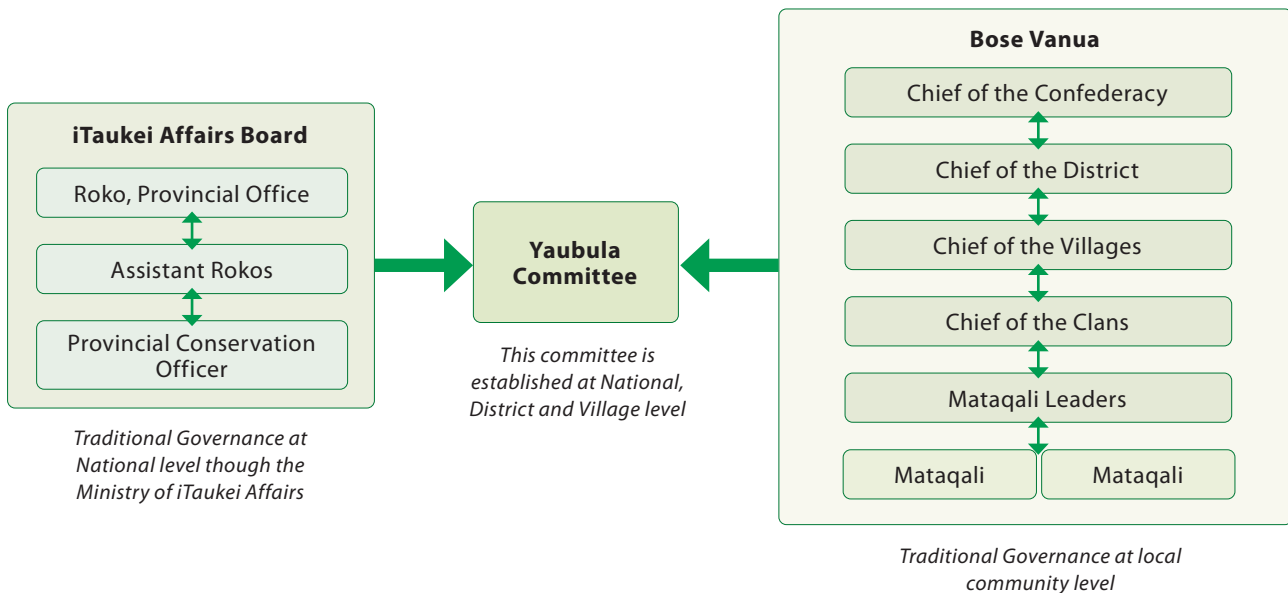 iTaukei Affairs Board
Roko, Provincial Office
Assistant Rokos
Provincial Conservation
Officer
Traditional Governance at
National level though the
Ministry of iTaukei Affairs
Yaubula
Committee
This committee is
established at National,
District and Village level
Bose Vanua
Chief of the Confederacy
Chief of the District
Chief of the Villages
Chief of the Clans
Mataqali Leaders
Mataqali
Mataqali
Traditional Governance at local
community level